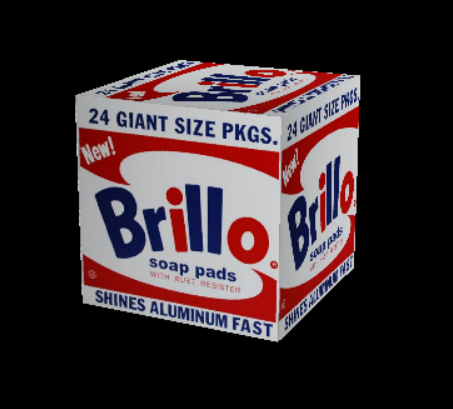 Brillo
24 GIANT SIZE PKGS.
New!
Brillo
soap pads
WITH RUST RESISTER
SHINES ALUMINUM FAST
24 GIANT SIZE PKGS.
New!
Brillo
soap pads
SHINES ALUMINUM FAST